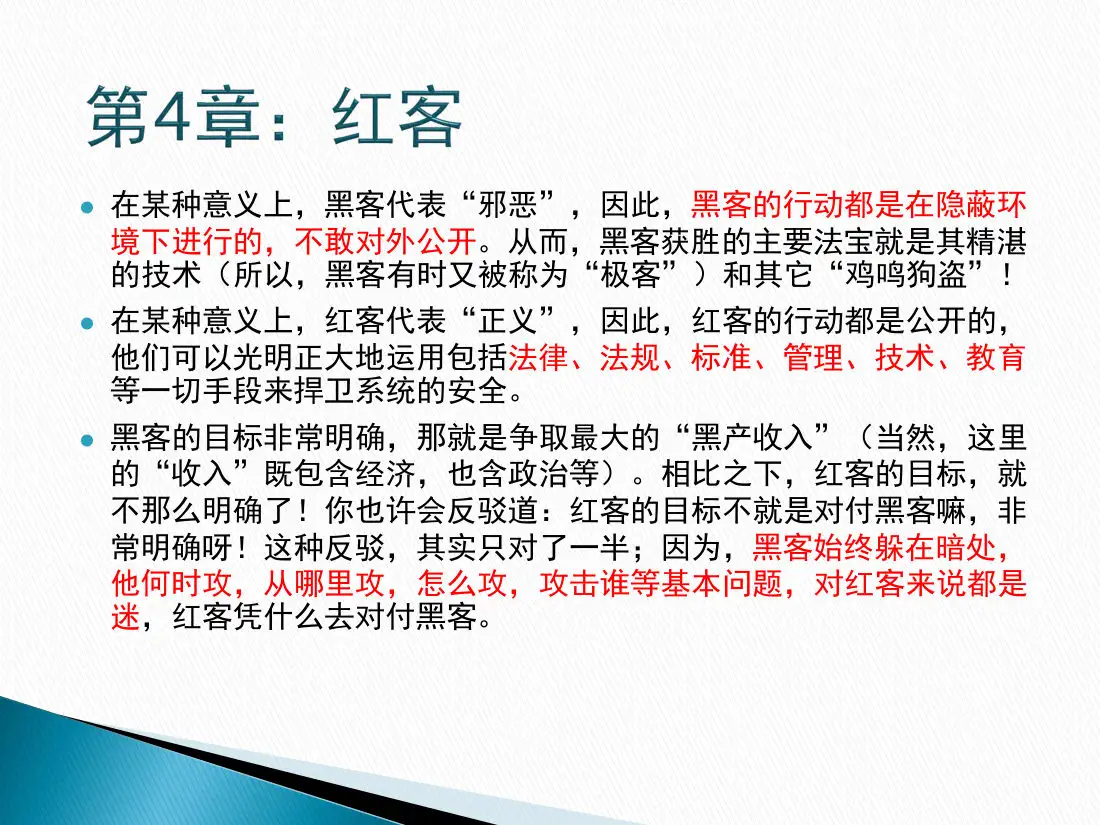 第4章：红客
在某种意义上，黑客代表“邪恶”，因此，黑客的行动都是在隐蔽环
境下进行的，不敢对外公开。从而，黑客获胜的主要法宝就是其精湛
的技术（所以，黑客有时又被称为“极客”）和其它“鸡鸣狗盗”！
在某种意义上，红客代表“正义”，因此，红客的行动都是公开的，
他们可以光明正大地运用包括法律、法规、标准、管理、技术、教育
等一切手段来捍卫系统的安全。
黑客的目标非常明确，那就是争取最大的“黑产收入”（当然，这里
的“收入”既包含经济，也含政治等）。相比之下，红客的目标，就
不那么明确了！你也许会反驳道：红客的目标不就是对付黑客嘛，非
常明确呀！这种反驳，其实只对了一半；因为，黑客始终躲在暗处，
他何时攻，从哪里攻，怎么攻，攻击谁等基本问题，对红客来说都是
迷，红客凭什么去对付黑客。